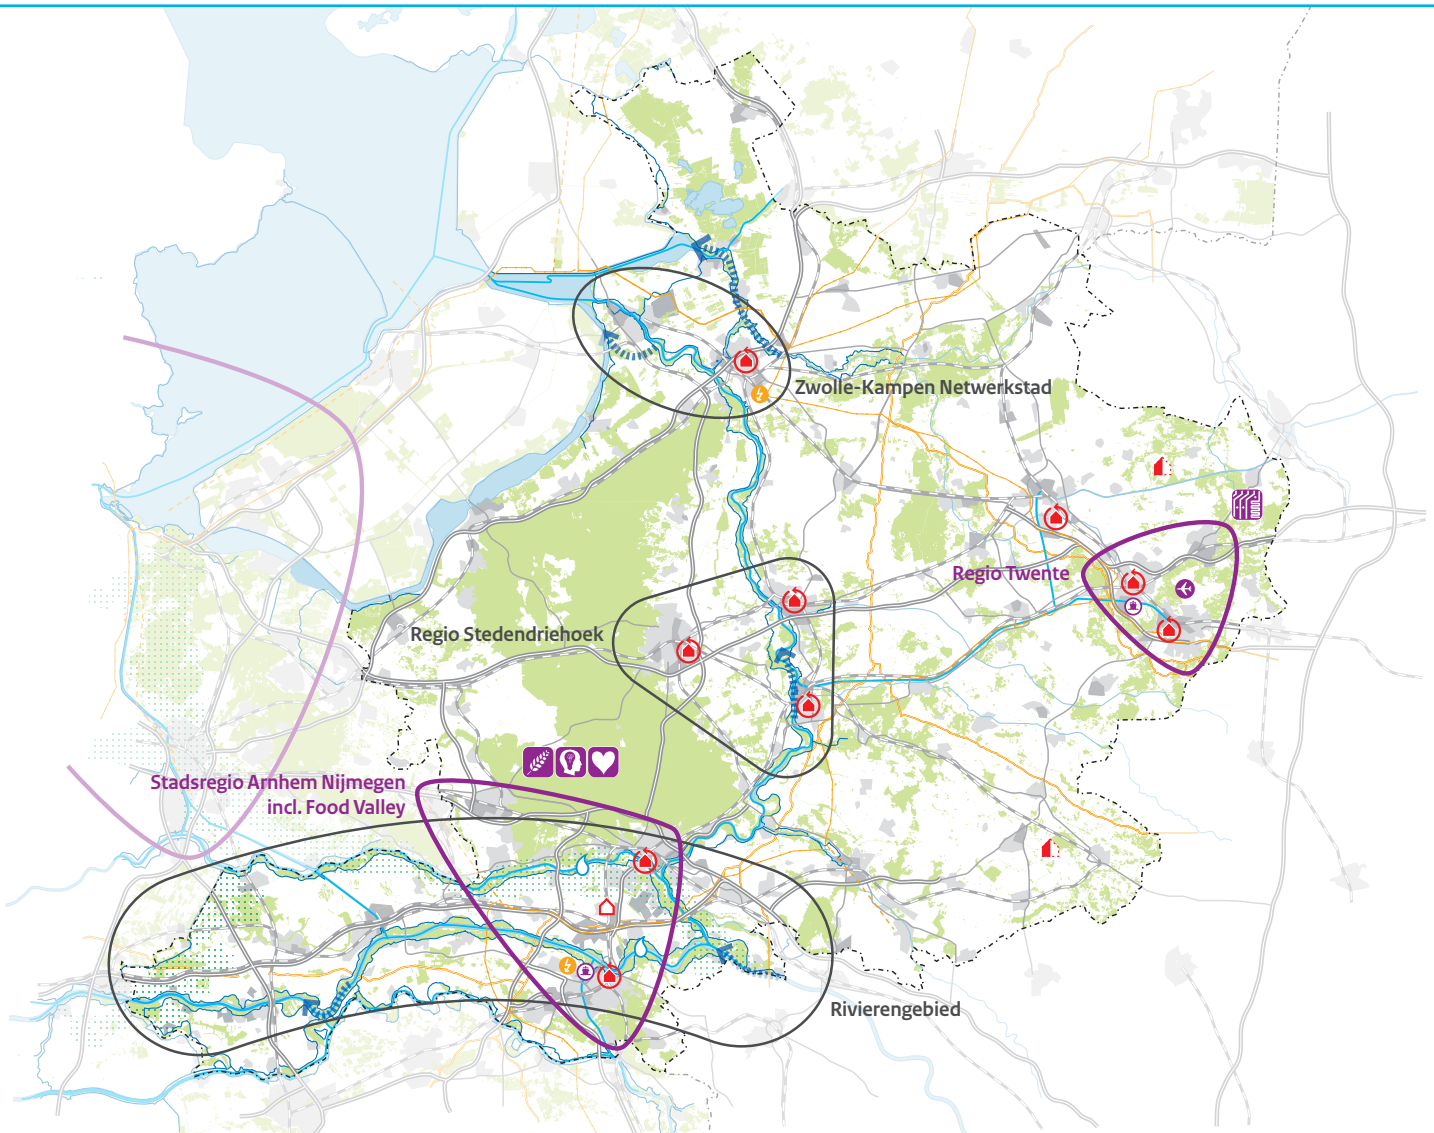 Zwolle-Kampen Netwerkstad
Regio Twente
Regio Stedendriehoek
Stadsregio Arnhem Nijmegen
incl. Food Valley
Rivierengebied